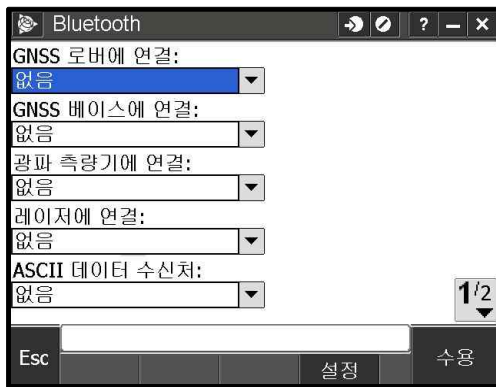 Bluetooth ? – ×
GNSS 로버에 연결:
없음
GNSS 베이스에 연결:
없음
광파 측량기에 연결:
없음
레이저에 연결:
없음
ASCII 데이터 수신처:
없음
1/2
Esc
설정
수용